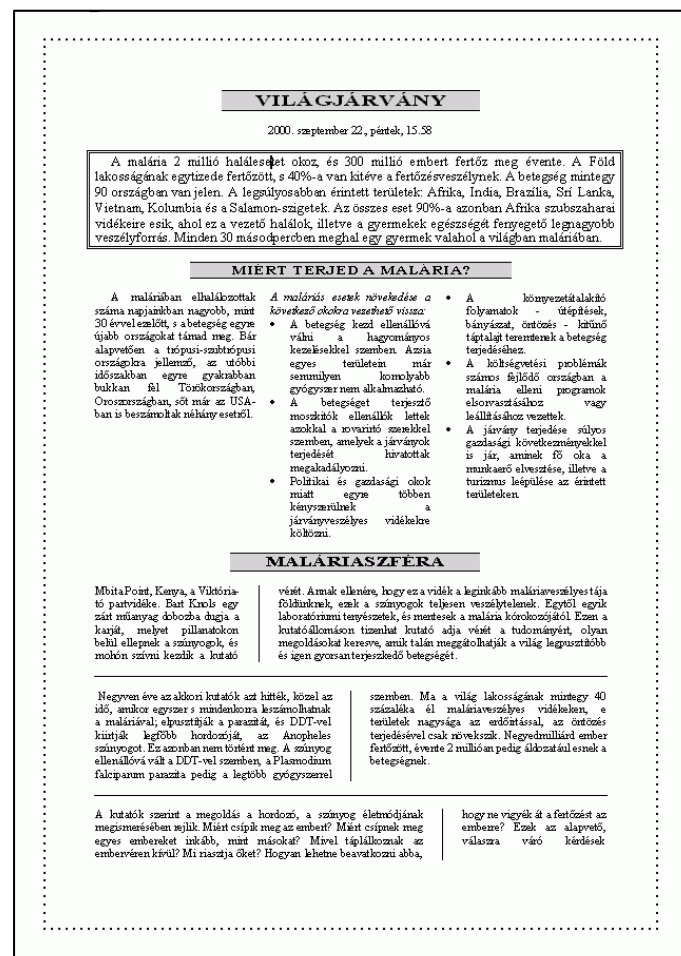 VILÁGJÁRVÁNY
2000. szeptember 22., péntek, 15.58
A malária 2 millió halálesetet okoz, és 300 millió embert fertőz meg évente. A Föld
lakosságának egytizede fertőzött, s 40%-a van kitéve a fertőzésveszélynek. A betegség mintegy
90 országban van jelen. A legsúlyosabban érintett területek: Afrika, India, Brazília, Srí Lanka,
Vietnam, Kolumbia és a Salamon-szigetek. Az összes eset 90%-a azonban Afrika szubszaharai
vidékeire esik, ahol ez a vezető halálok, illetve a gyermekek egészségét fenyegető legnagyobb
veszélyforrás. Minden 30 másodpercben meghal egy gyermek valahol a világban maláriában.
MIÉRT TERJED A MALÁRIA?
A maláriában elhalálozottak
száma napjainkban nagyobb, mint
30 évvel ezelőtt, s a betegség egyre
újabb országokat támad meg. Bár
alapvetően a trópusi-szubtrópusi
országokra jellemző, az utóbbi
időszakban egyre gyakrabban
bukkan fel Törökországban,
Oroszországban, sőt már az USA-
ban is beszámoltak néhány esetről.
A maláriás esetek növekedése a
következő okokra vezethető vissza:
• A betegség kezd ellenállóvá
válni a hagyományos
kezelésekkel szemben. Ázsia
egyes területein már
semmilyen komolyabb
gyógyszer nem alkalmazható.
• A betegséget terjesztő
moszkitók ellenállók lettek
azokkal a rovarirtó szerekkel
szemben, amelyek a járványok
terjedését hivatottak
megakadályozni.
• Politikai és gazdasági okok
miatt egyre többen
kényszerülnek a
járványveszélyes vidékekre
költözni.
• A környezetátalakító
folyamatok - útépítések,
bányászat, öntözés - kitűnő
táptalajt teremtenek a betegség
terjedéséhez.
• A költségvetési problémák
számos fejlődő országban a
malária elleni programok
elsorvasztásához vagy
leállításához vezettek.
• A járvány terjedése súlyos
gazdasági következményekkel
is jár, aminek fő oka a
munkaerő elvesztése, illetve a
turizmus leépülése az érintett
területeken.
MALÁRIASZFÉRA
Mbita Point, Kenya, a Viktória-
tó partvidéke. Bart Knols egy
zárt műanyag dobozba dugja a
karját, melyet pillanatokon
belül ellepnek a szúnyogok, és
mohón szívni kezdik a kutató
vérét. Annak ellenére, hogy ez a vidék a leginkább maláriaveszélyes tája
földünknek, ezek a szúnyogok teljesen veszélytelenek. Egytől egyik
laboratóriumi tenyészetek, és mentesek a malária kórokozójától. Ezen a
kutatóállomáson tizenhat kutató adja vérét a tudományért, olyan
megoldásokat keresve, amik talán meggátolhatják a világ legpusztítóbb
és igen gyorsan terjeszkedő betegségét.
Negyven éve az akkori kutatók azt hitték, közel az
idő, amikor egyszer s mindenkorra leszámolhatnak
a maláriával; elpusztítják a parazitát, és DDT-vel
kiirtják legfőbb hordozóját, az Anopheles
szúnyogot. Ez azonban nem történt meg. A szúnyog
ellenállóvá vált a DDT-vel szemben, a Plasmodium
falciparum parazita pedig a legtöbb gyógyszerrel
szemben. Ma a világ lakosságának mintegy 40
százaléka él maláriaveszélyes vidékeken, e
területek nagysága az erdőirtással, az öntözés
terjedésével csak növekszik. Negyedmilliárd ember
fertőzött, évente 2 millióan pedig áldozatául esnek a
betegségnek.
A kutatók szerint a megoldás a hordozó, a szúnyog életmódjának
megismerésében rejlik. Miért csípik meg az embert? Miért csípnek meg
egyes embereket inkább, mint másokat? Mivel táplálkoznak az
embervéren kívül? Mi riasztja őket? Hogyan lehetne beavatkozni abba,
hogy ne vigyék át a fertőzést az
emberre? Ezek az alapvető,
válaszra váró kérdések